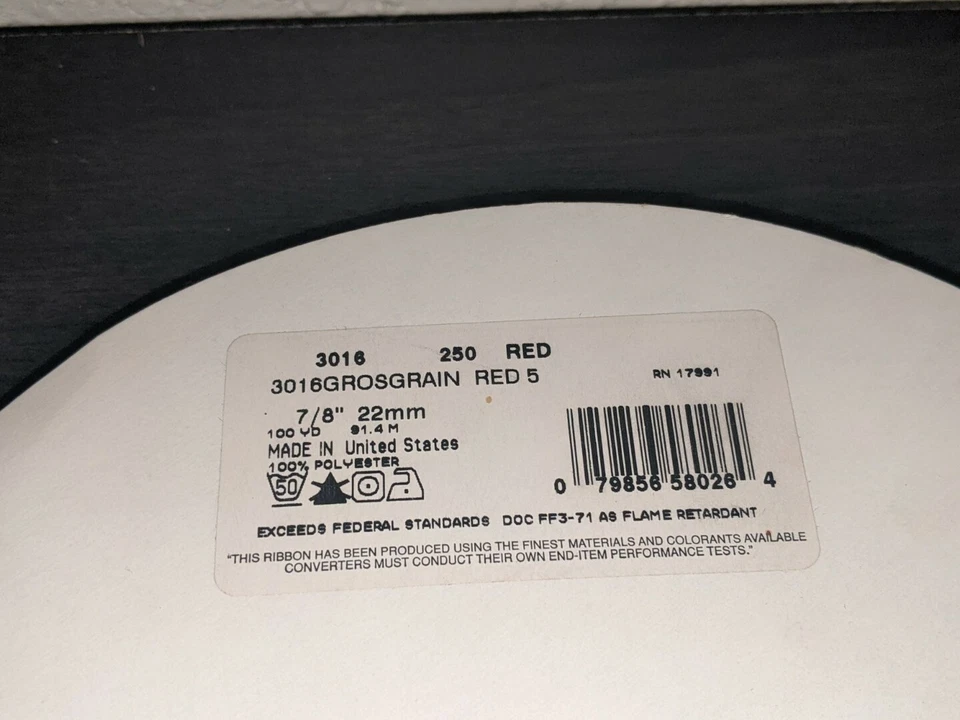 3016 250 RED
3016GROSGRAIN RED 5
RN 17991
7/8" 22mm
100 YD 91.4 M
MADE IN United States
100% POLYESTER
50
0 79856 58026 4
EXCEEDS FEDERAL STANDARDS DOC FF3-71 AS FLAME RETARDANT
"THIS RIBBON HAS BEEN PRODUCED USING THE FINEST MATERIALS AND COLORANTS AVAILABLE
CONVERTERS MUST CONDUCT THEIR OWN END-ITEM PERFORMANCE TESTS."